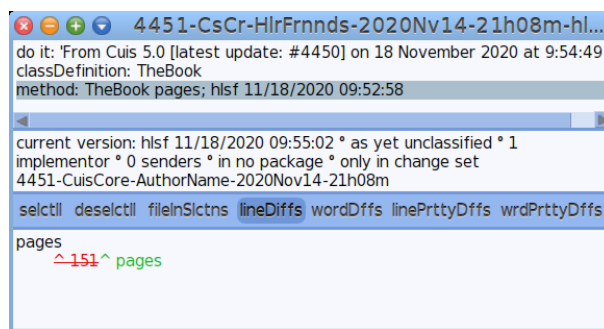 4451-CsCr-HlrFrnnds-2020Nv14-21h08m-hl...
do it: 'From Cuis 5.0 [latest update: #4450] on 18 November 2020 at 9:54:49
classDefinition: TheBook
method: TheBook pages; hlsf 11/18/2020 09:52:58
current version: hlsf 11/18/2020 09:55:02 ° as yet unclassified ° 1
implementor ° 0 senders ° in no package ° only in change set
4451-CuisCore-AuthorName-2020Nov14-21h08m
selctll deselctll fileInSlctns lineDiffs wordDffs linePrttyDffs wrdPrttyDffs
pages
^ 151^ pages